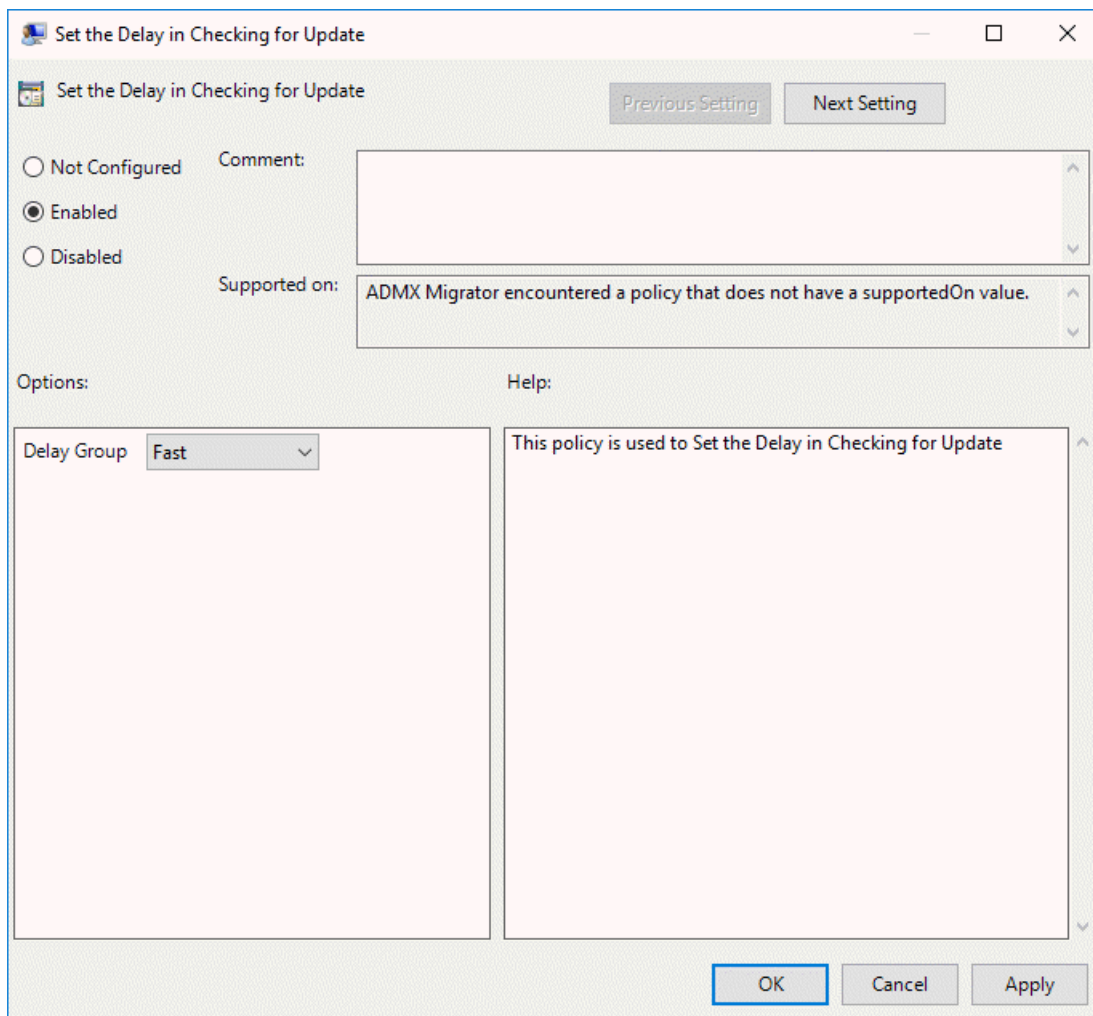 Set the Delay in Checking for Update
Set the Delay in Checking for Update
Previous Setting
Next Setting
Not Configured
Comment:
Enabled
Disabled
Supported on:
ADMX Migrator encountered a policy that does not have a supportedOn value.
Options:
Help:
Delay Group
Fast
This policy is used to Set the Delay in Checking for Update
OK
Cancel
Apply